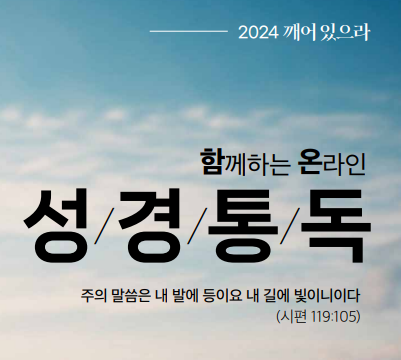 2024 깨어 있으라
함께하는 온라인
성/경/통/독
주의 말씀은 내 발에 등이요 내 길에 빛이니이다
(시편 119:105)